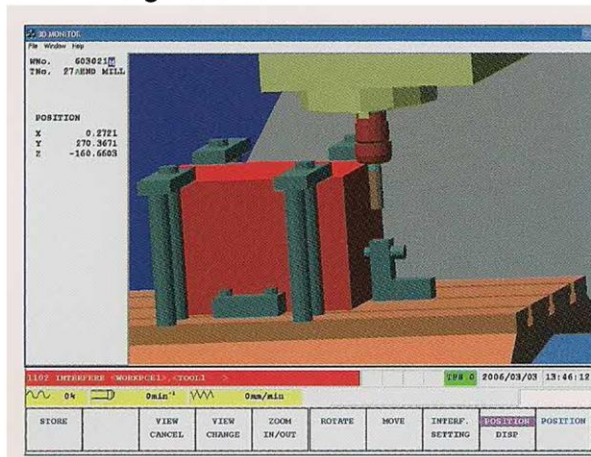 3D MONITOR
File Window Help
WNo. 603021
TNo. 27 END MILL
POSITION
X 0.2721
Y 270.3671
Z -160.6603
1102 INTERFERE <WORKPCE1>,<TOOL1 >
TPS 0 2006/03/03 13:46:12
04 0min⁻¹ 0mm/min
STORE
VIEW CANCEL
VIEW CHANGE
ZOOM IN/OUT
ROTATE
MOVE
INTERF. SETTING
POSITION DISP
POSITION